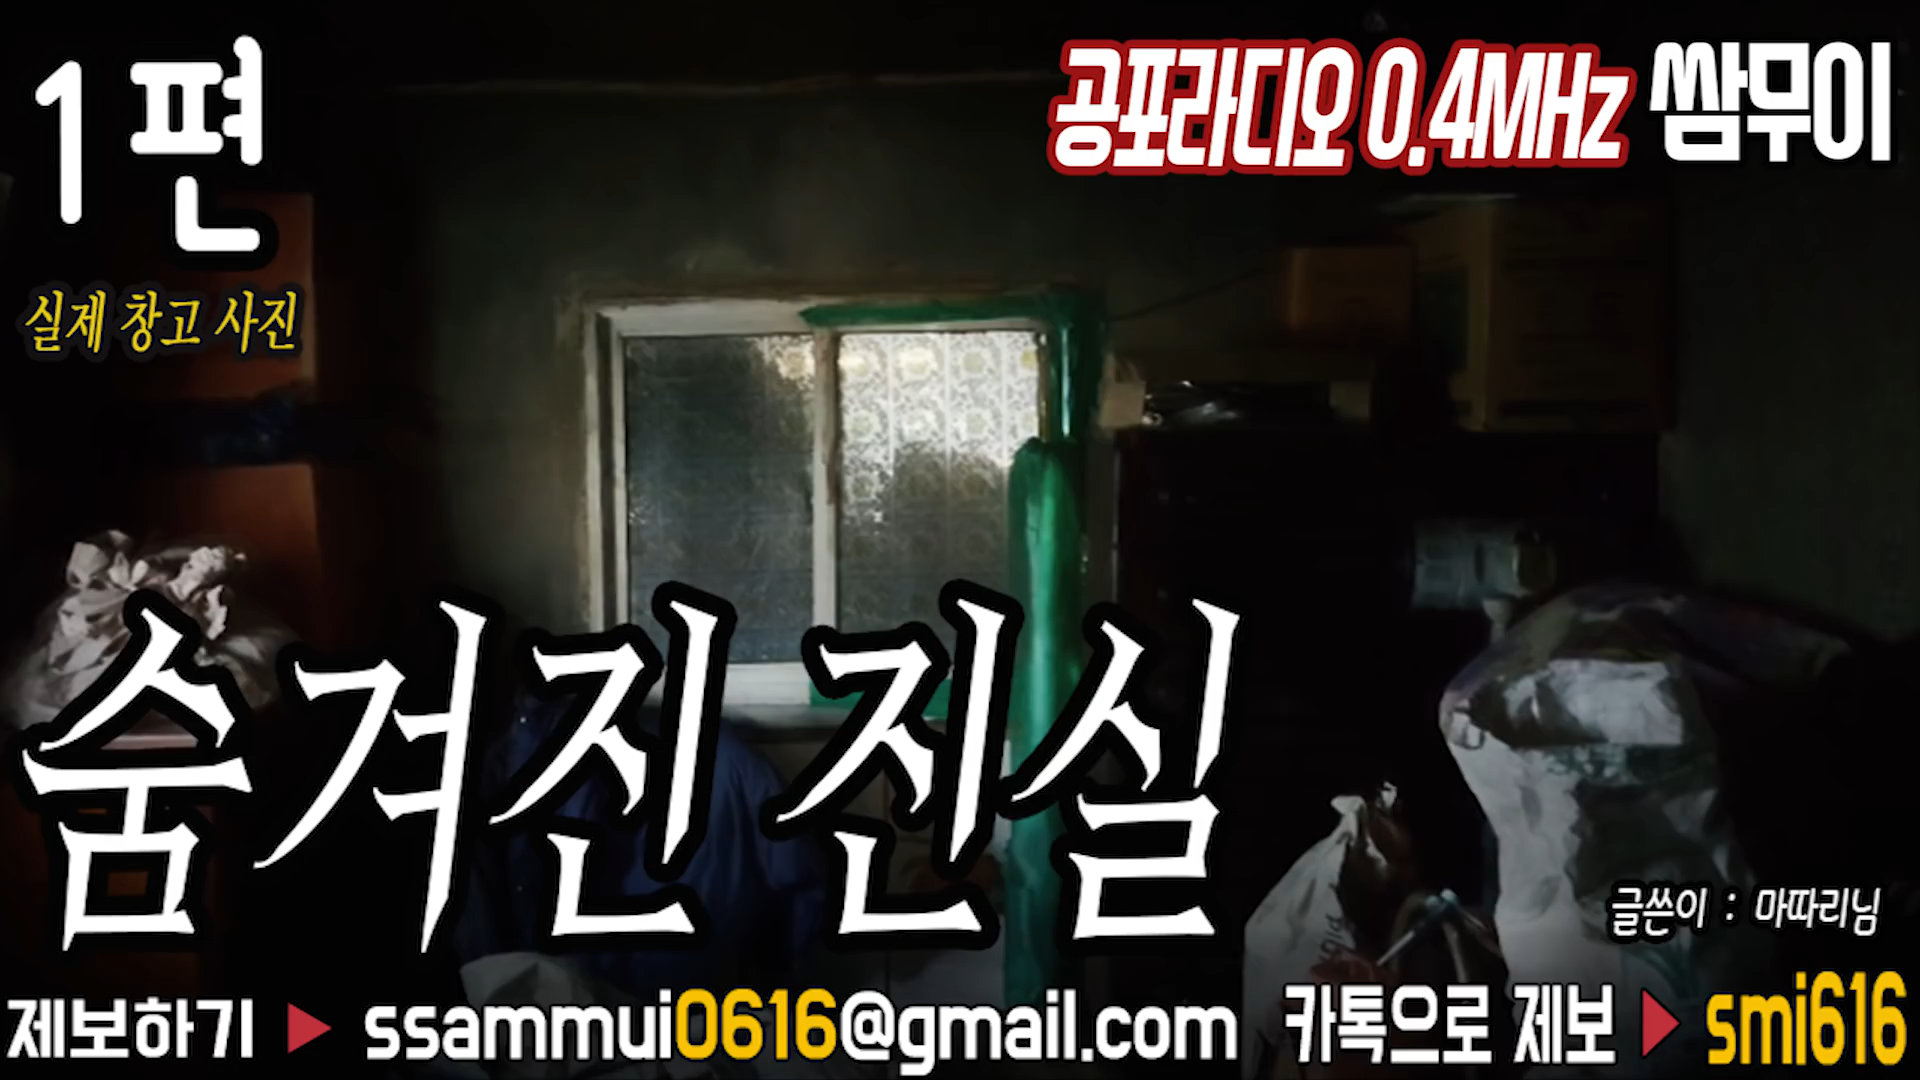 1편
공포라디오 0.4MHz 쌈무이
실제 창고 사진
숨겨진 진실
글쓴이 : 마따리님
제보하기 ▶ ssammui0616@gmail.com 카톡으로 제보 ▶ smi616